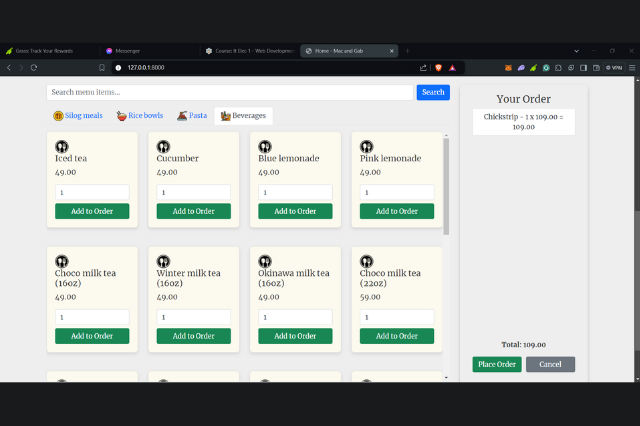 Grass: Track Your Rewards
Messenger
Course: It Elec 1 - Web Developmen
Home - Mac and Gab
127.0.0.1:8000
VPN
Search menu items...
Search
Silog meals
Rice bowls
Pasta
Beverages
Iced tea
49.00
1
Add to Order
Cucumber
49.00
1
Add to Order
Blue lemonade
49.00
1
Add to Order
Pink lemonade
49.00
1
Add to Order
Choco milk tea
(16oz)
49.00
1
Add to Order
Winter milk tea
(16oz)
49.00
1
Add to Order
Okinawa milk tea
(16oz)
49.00
1
Add to Order
Choco milk tea
(22oz)
59.00
1
Add to Order
Your Order
Chickstrip - 1 x 109.00 =
109.00
Total: 109.00
Place Order
Cancel